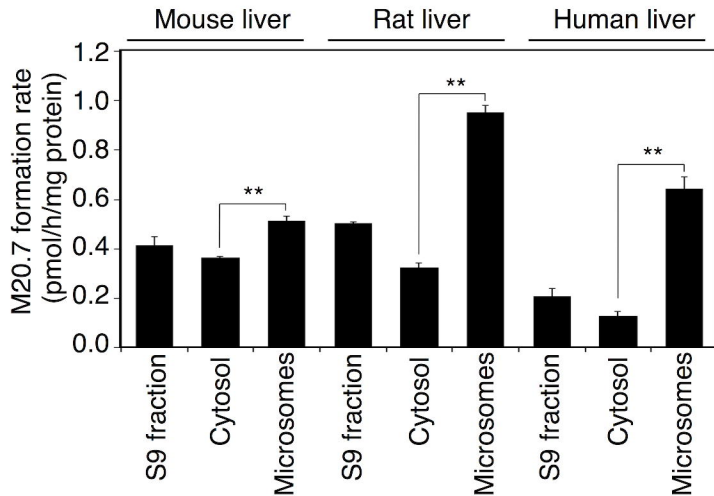 Mouse liver Rat liver Human liver
M20.7 formation rate
(pmol/h/mg protein)
1.2
1.0
0.8
0.6
0.4
0.2
0.0
**
**
**
S9 fraction
Cytosol
Microsomes
S9 fraction
Cytosol
Microsomes
S9 fraction
Cytosol
Microsomes